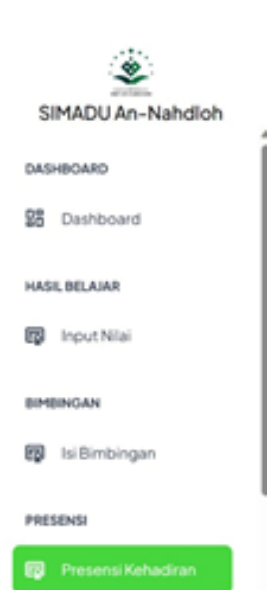 SIMADU An-Nahdloh
DASHBOARD
Dashboard
HASIL BELAJAR
Input Nilai
BIMBINGAN
Isi Bimbingan
PRESENSI
Presensi Kehadiran